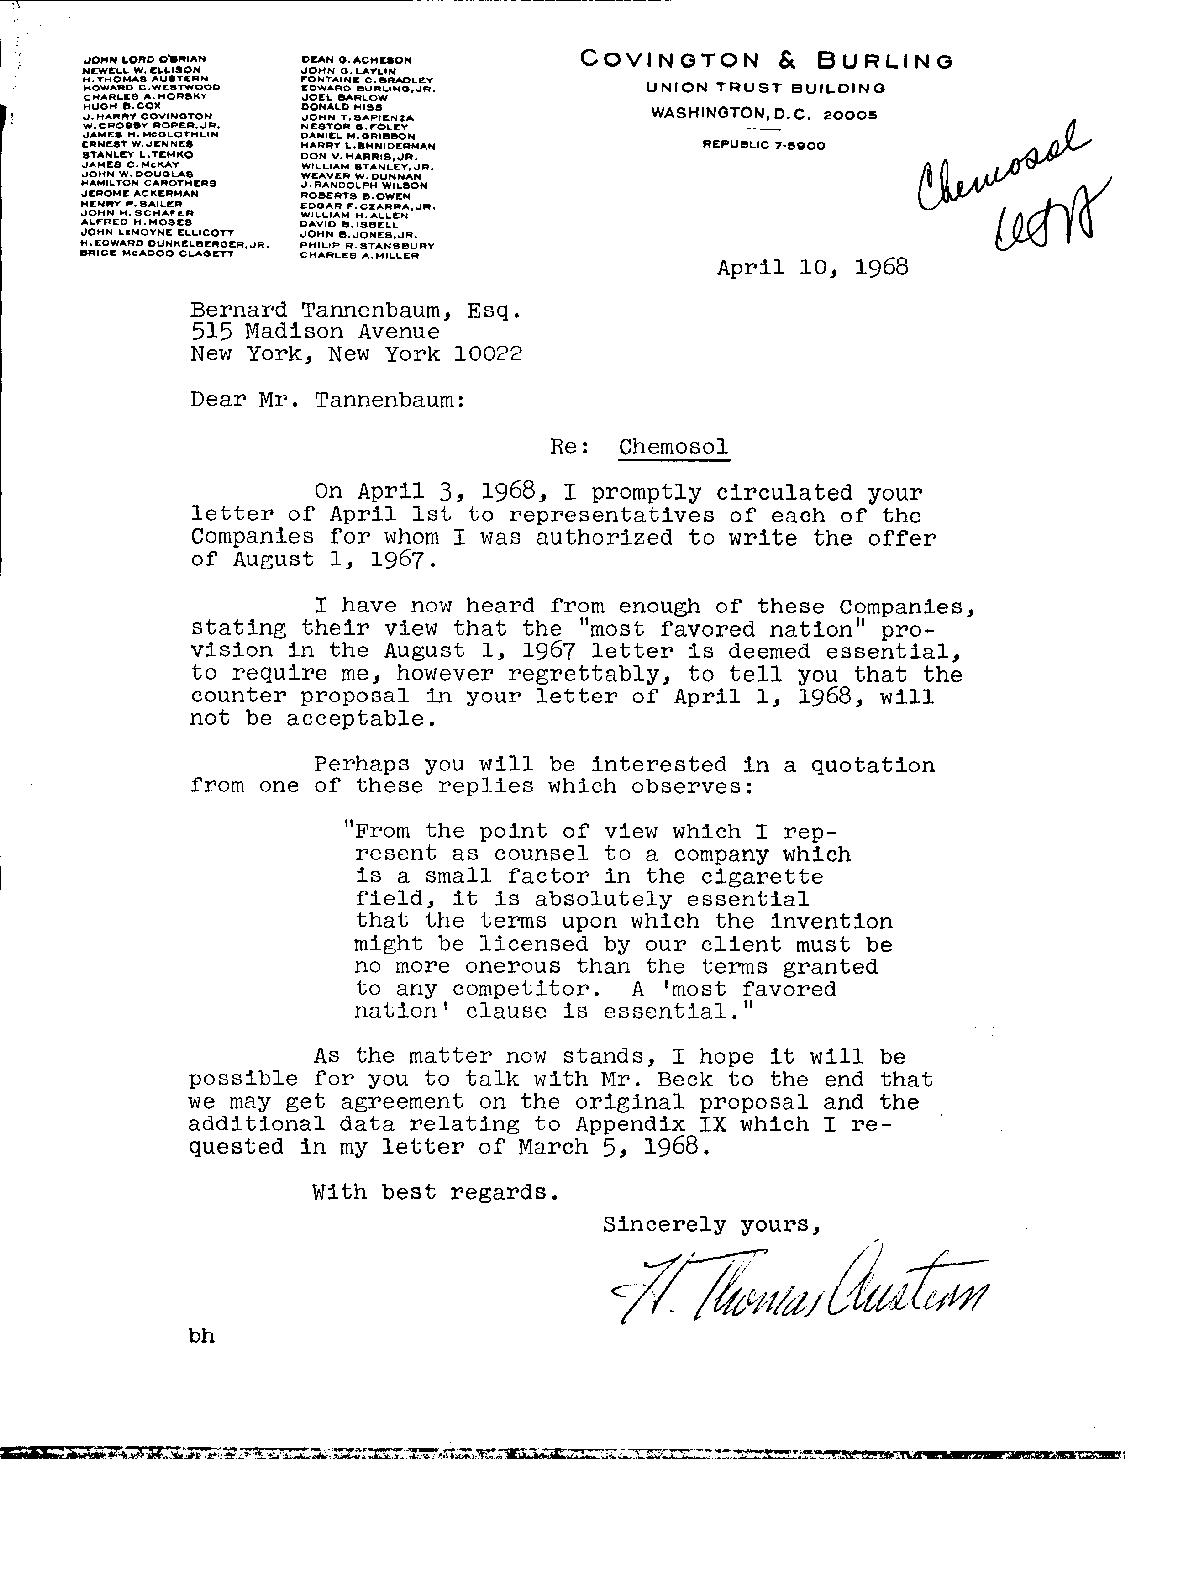 JOHN LORD O'BRIAN
NEWELL W. ELLISON
H. THOMAS AUSTERN
HOWARD C. WESTWOOD
CHARLES A. HORSKY
HUGH B. COX
J. HARRY COVINGTON
W. CROSBY ROPER, JR.
JAMES H. McGLOTHLIN
ERNEST W. JENNES
STANLEY L. TEMKO
JAMES C. McKAY
JOHN W. DOUGLAS
HAMILTON CAROTHERS
JEROME ACKERMAN
HENRY P. SAILER
JOHN H. SCHAFER
ALFRED H. MOSES
JOHN LEMOYNE ELLICOTT
H. EDWARD DUNKELBERGER, JR.
BRICE McADOO CLAGETT
DEAN G. ACHESON
JOHN G. LAYLIN
FONTAINE C. BRADLEY
EDWARD BURLING, JR.
JOEL BARLOW
DONALD HISS
JOHN T. SAPIENZA
NESTOR S. FOLEY
DANIEL M. GRIBBON
HARRY L. SHNIDERMAN
DON V. HARRIS, JR.
WILLIAM STANLEY, JR.
WEAVER W. DUNNAN
J. RANDOLPH WILSON
ROBERTS B. OWEN
EDGAR F. CZARRA, JR.
WILLIAM H. ALLEN
DAVID B. ISBELL
JOHN B. JONES, JR.
PHILIP R. STANSBURY
CHARLES A. MILLER
COVINGTON & BURLING
UNION TRUST BUILDING
WASHINGTON, D.C. 20005
REPUBLIC 7-5900
Chemosol
April 10, 1968
Bernard Tannenbaum, Esq.
515 Madison Avenue
New York, New York 10022
Dear Mr. Tannenbaum:
Re: Chemosol
On April 3, 1968, I promptly circulated your
letter of April 1st to representatives of each of the
Companies for whom I was authorized to write the offer
of August 1, 1967.
I have now heard from enough of these Companies,
stating their view that the "most favored nation" pro-
vision in the August 1, 1967 letter is deemed essential,
to require me, however regrettably, to tell you that the
counter proposal in your letter of April 1, 1968, will
not be acceptable.
Perhaps you will be interested in a quotation
from one of these replies which observes:
"From the point of view which I rep-
resent as counsel to a company which
is a small factor in the cigarette
field, it is absolutely essential
that the terms upon which the invention
might be licensed by our client must be
no more onerous than the terms granted
to any competitor. A 'most favored
nation' clause is essential."
As the matter now stands, I hope it will be
possible for you to talk with Mr. Beck to the end that
we may get agreement on the original proposal and the
additional data relating to Appendix IX which I re-
quested in my letter of March 5, 1968.
With best regards.
Sincerely yours,
H. Thomas Austern
bh